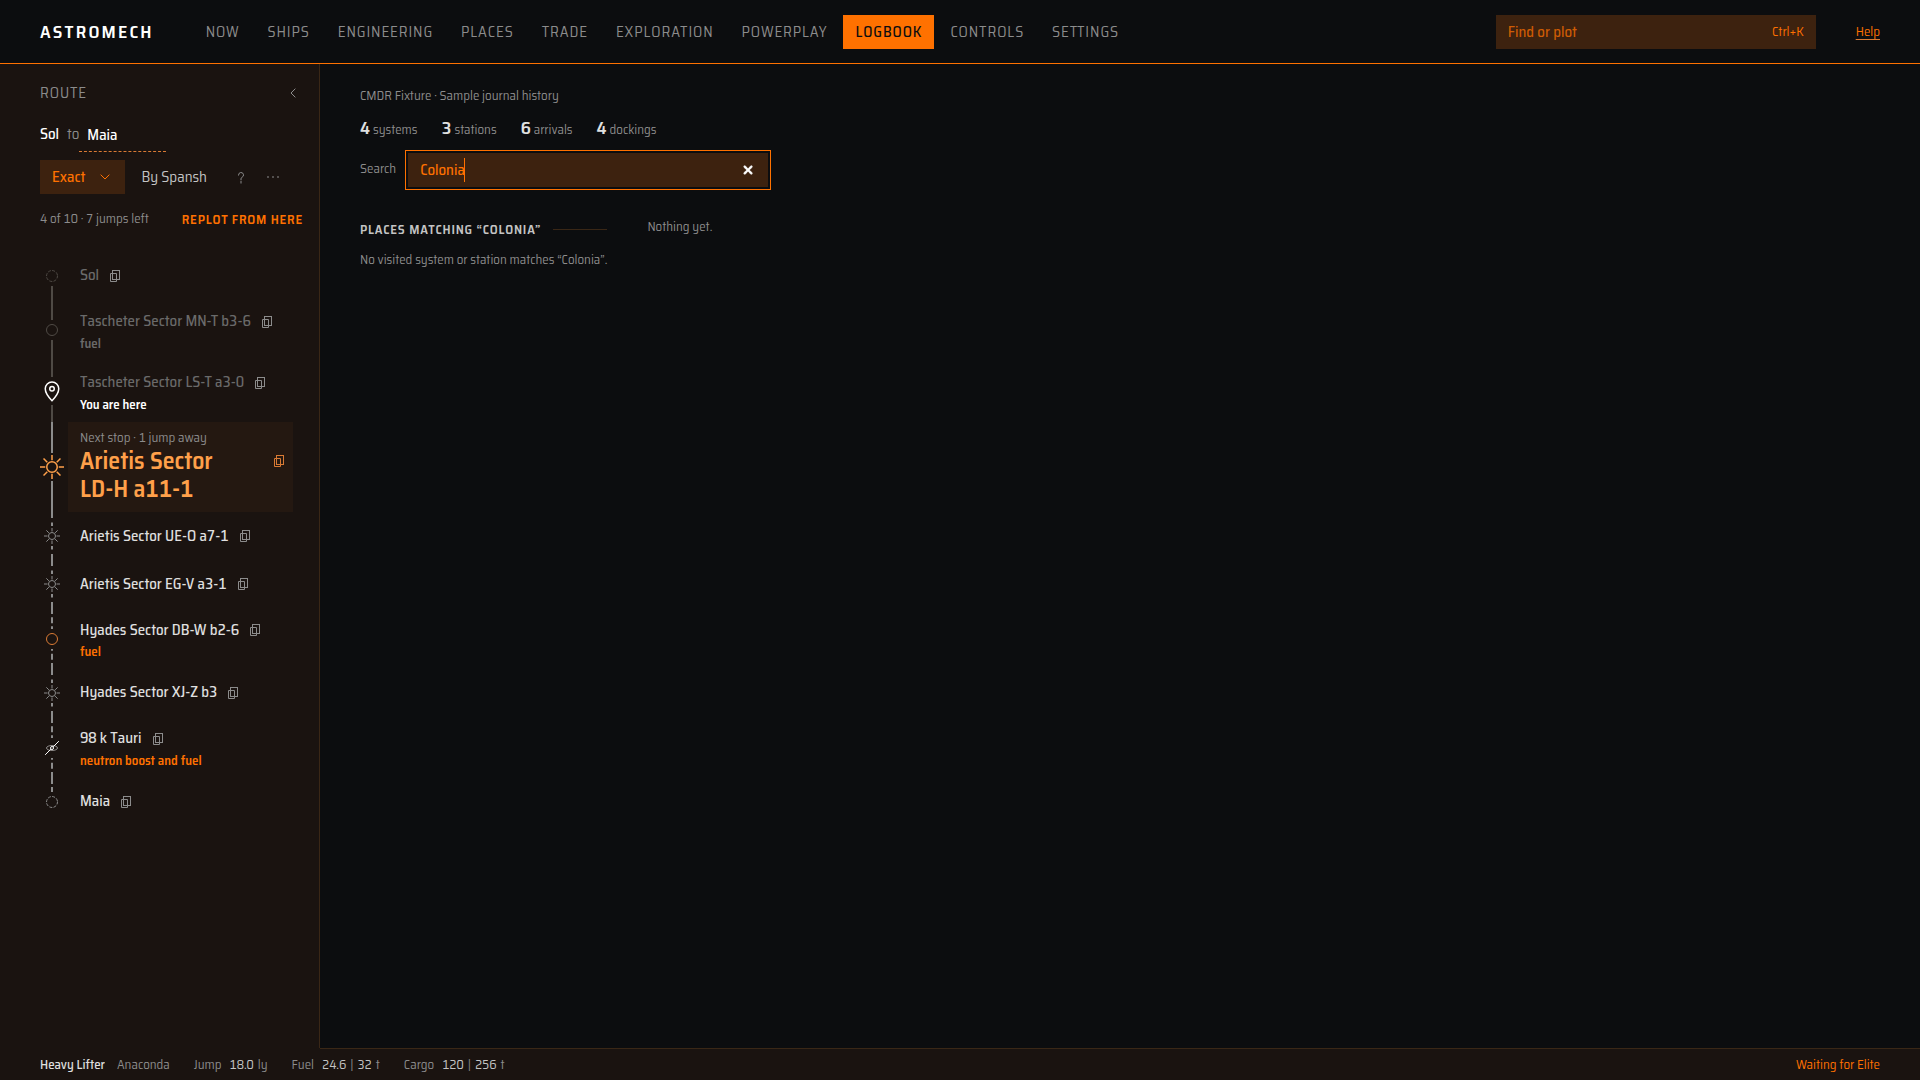 ASTROMECH
NOW SHIPS ENGINEERING PLACES TRADE EXPLORATION POWERPLAY LOGBOOK CONTROLS SETTINGS
Find or plot Ctrl+K
Help
ROUTE
Sol to Maia
Exact By Spansh ? ···
4 of 10 · 7 jumps left REPLOT FROM HERE
Sol
Tascheter Sector MN-T b3-6
fuel
Tascheter Sector LS-T a3-0
You are here
Next stop · 1 jump away
Arietis Sector
LD-H a11-1
Arietis Sector UE-O a7-1
Arietis Sector EG-V a3-1
Hyades Sector DB-W b2-6
fuel
Hyades Sector XJ-Z b3
98 k Tauri
neutron boost and fuel
Maia
CMDR Fixture · Sample journal history
4 systems 3 stations 6 arrivals 4 dockings
Search Colonia
PLACES MATCHING “COLONIA”
No visited system or station matches “Colonia”.
Nothing yet.
Heavy Lifter Anaconda Jump 18.0 ly Fuel 24.6 | 32 t Cargo 120 | 256 t
Waiting for Elite